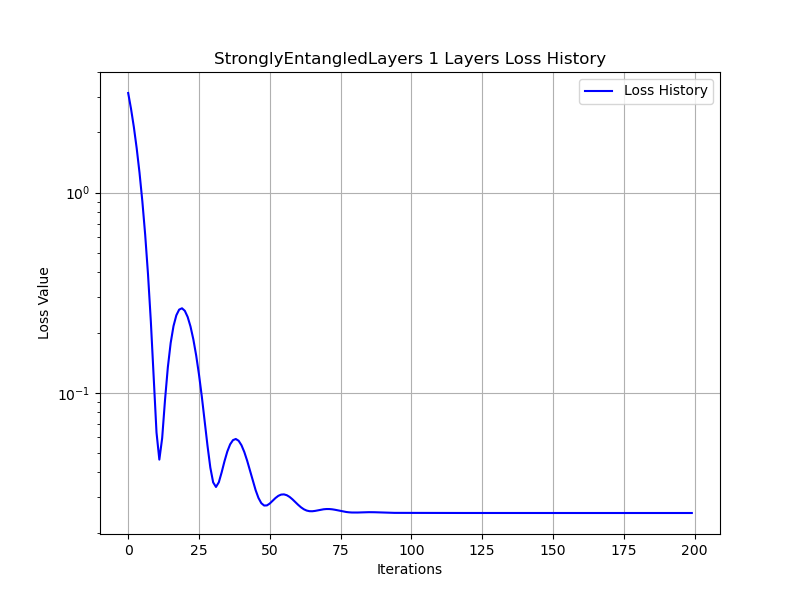 StronglyEntangledLayers 1 Layers Loss History
Loss History
10⁰
10⁻¹
Loss Value
0 25 50 75 100 125 150 175 200
Iterations